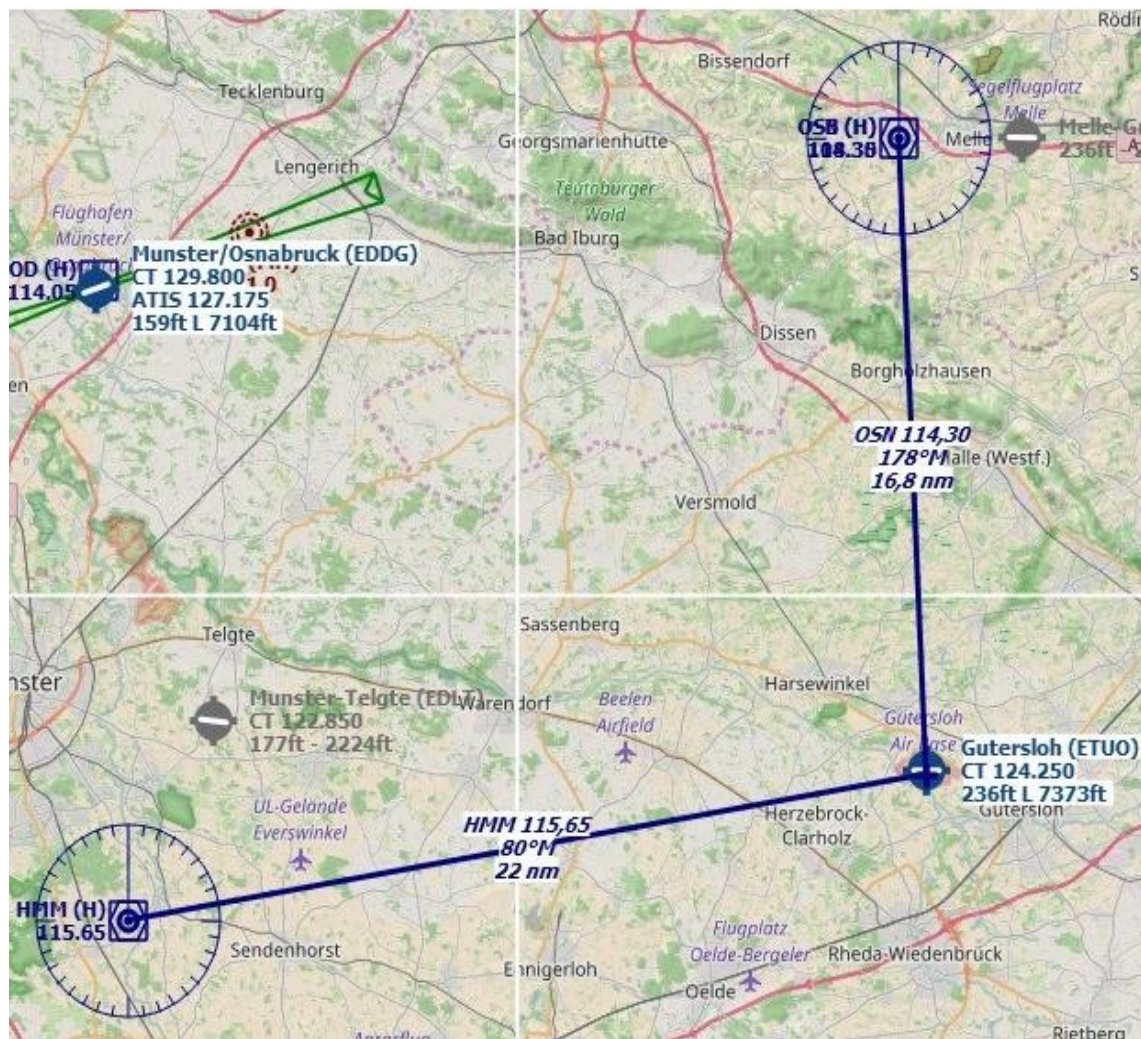 Rödin
Bissendorf
Tecklenburg
Segelflugplatz
Melle
OSB (H)
Melle
Georgsmarienhutte
Lengerich
236ft
Teutoburger
Wald
Flughafen
Münster/
Bad Iburg
Munster/Osnabruck (EDDG)
CT 129.800
ATIS 127.175
159ft L 7104ft
OD (H)
114.05
Dissen
en
Borgholzhausen
OSN 114,30
178°M
16,8 nm
Halle (Westf.)
Versmold
Telgte
Sassenberg
nster
Harsewinkel
Munster-Telgte (EDLT)
CT 122.850
177ft - 2224ft
Warendorf
Beelen
Airfield
Gütersloh
Air Base
Gutersloh (ETUO)
CT 124.250
236ft L 7373ft
Gütersloh
UL-Gelände
Everswinkel
HMM 115,65
80°M
22 nm
Herzebrock-
Clarholz
HMM (H)
115.65
Sendenhorst
Ennigerloh
Flugplatz
Oelde-Bergeler
Rheda-Wiedenbrück
Oelde
Rietberg